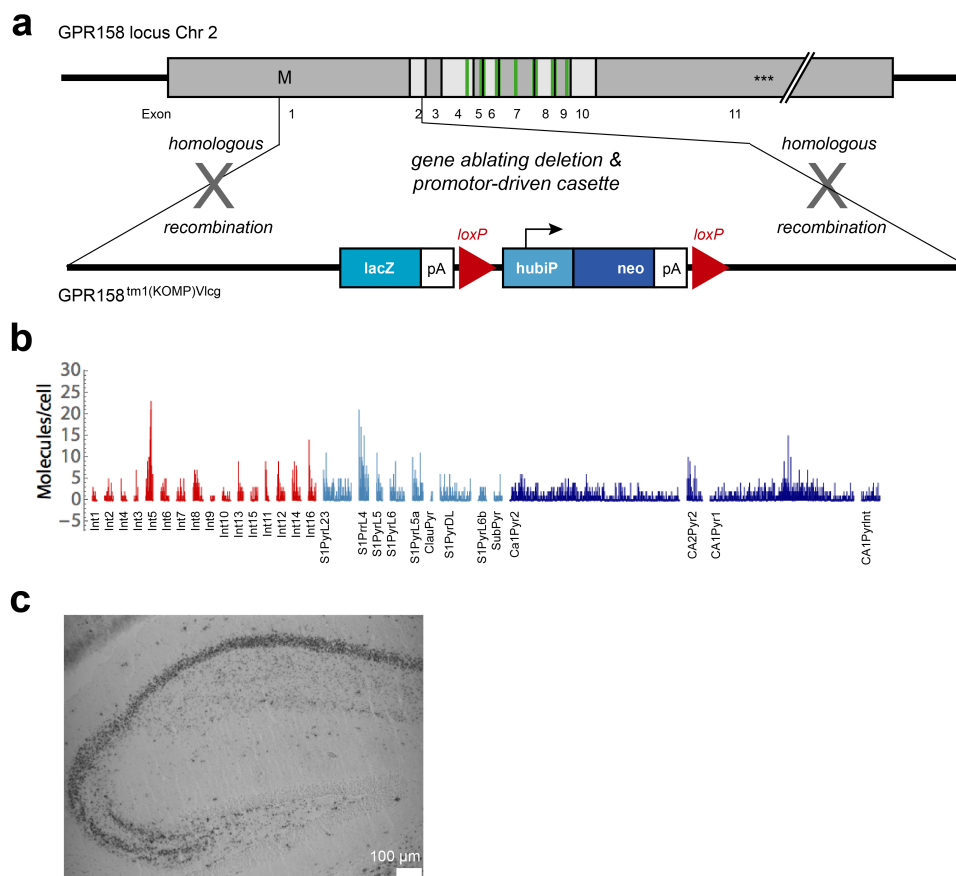 a
GPR158 locus Chr 2
M
***
Exon 1 2 3 4 5 6 7 8 9 10 11
homologous
recombination
gene ablating deletion &
promotor-driven casette
homologous
recombination
loxP
loxP
lacZ pA hubiP neo pA
GPR158tm1(KOMP)Vlcg
b
Molecules/cell
30
25
20
15
10
5
0
−5
Int1
Int2
Int4
Int3
Int5
Int6
Int7
Int8
Int9
Int10
Int13
Int15
Int11
Int12
Int14
Int16
S1PyrL23
S1PrrL4
S1PyrL5
S1PyrL6
S1PyrL5a
ClauPyr
S1PyrDL
S1PyrL6b
SubPyr
Ca1Pyr2
CA2Pyr2
CA1Pyr1
CA1PyrInt
c
100 µm